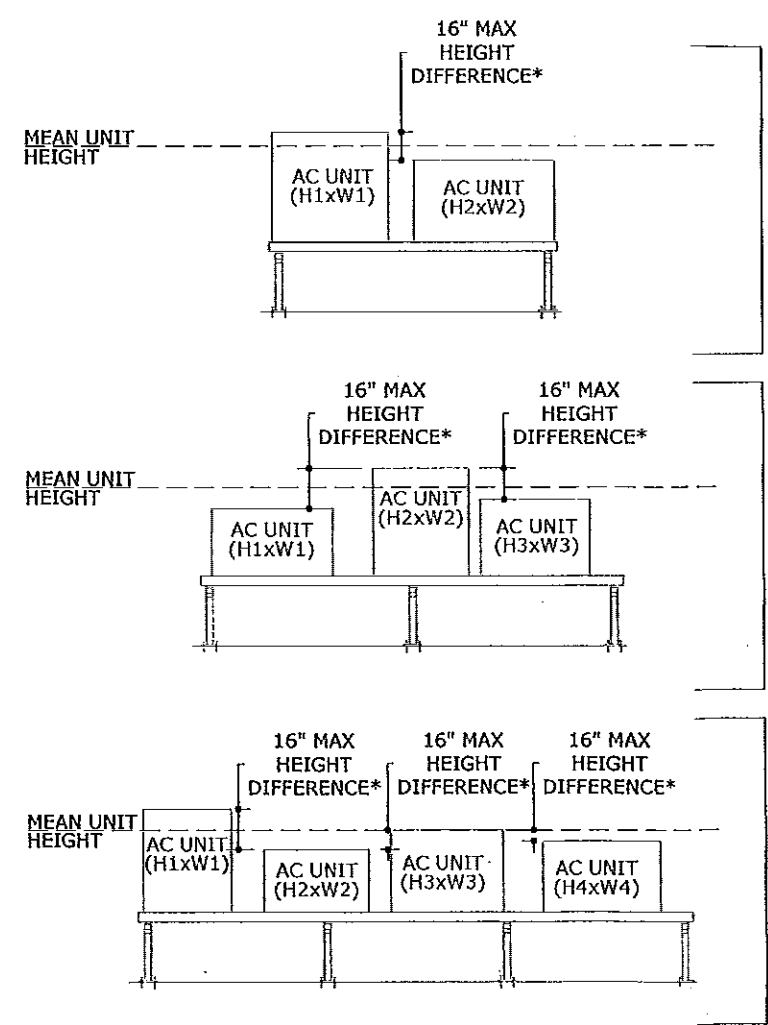 16" MAX
HEIGHT
DIFFERENCE*
MEAN UNIT
HEIGHT
AC UNIT
(H1xW1)
AC UNIT
(H2xW2)
16" MAX
HEIGHT
DIFFERENCE*
16" MAX
HEIGHT
DIFFERENCE*
MEAN UNIT
HEIGHT
AC UNIT
(H1xW1)
AC UNIT
(H2xW2)
AC UNIT
(H3xW3)
16" MAX
HEIGHT
DIFFERENCE*
16" MAX
HEIGHT
DIFFERENCE*
16" MAX
HEIGHT
DIFFERENCE*
MEAN UNIT
HEIGHT
AC UNIT
(H1xW1)
AC UNIT
(H2xW2)
AC UNIT
(H3xW3)
AC UNIT
(H4xW4)